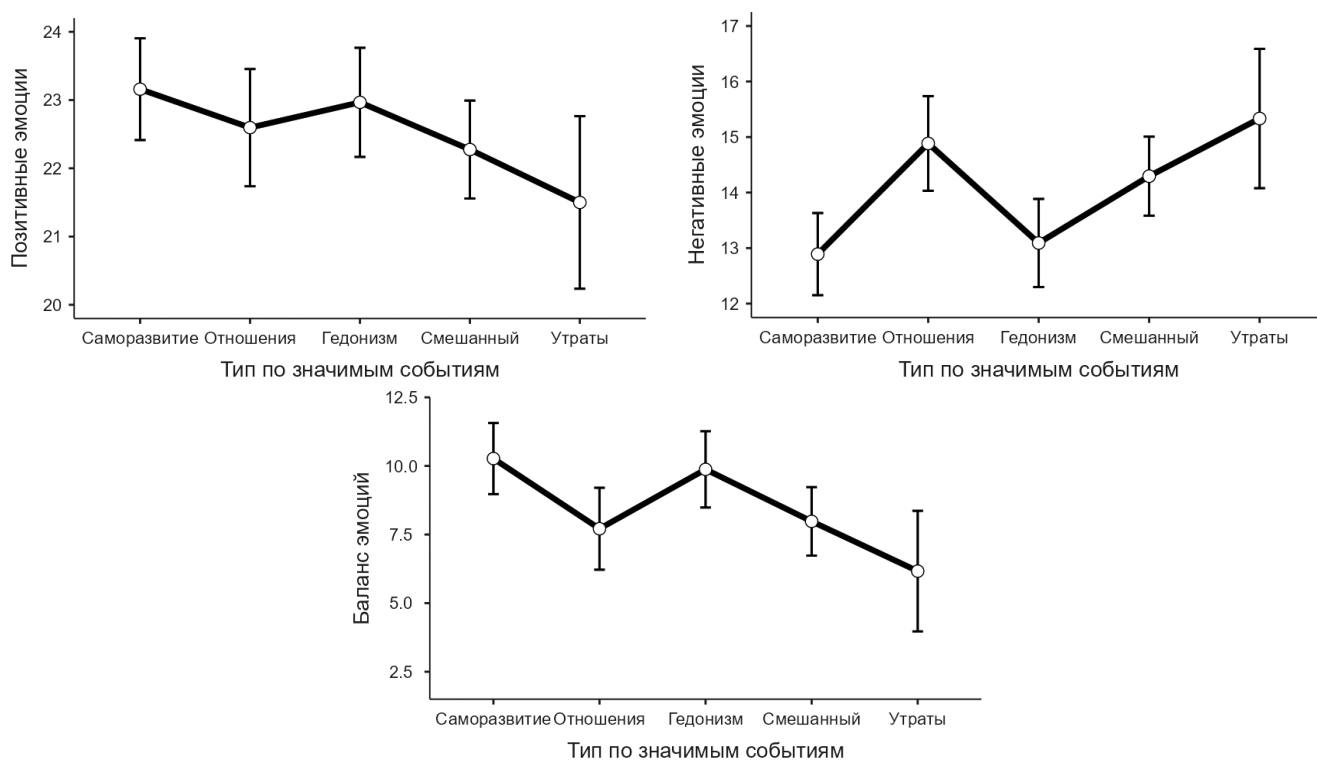 Позитивные эмоции
24
23
22
21
20
Саморазвитие Отношения Гедонизм Смешанный Утраты
Тип по значимым событиям
Негативные эмоции
17
16
15
14
13
12
Саморазвитие Отношения Гедонизм Смешанный Утраты
Тип по значимым событиям
Баланс эмоций
12.5
10.0
7.5
5.0
2.5
Саморазвитие Отношения Гедонизм Смешанный Утраты
Тип по значимым событиям